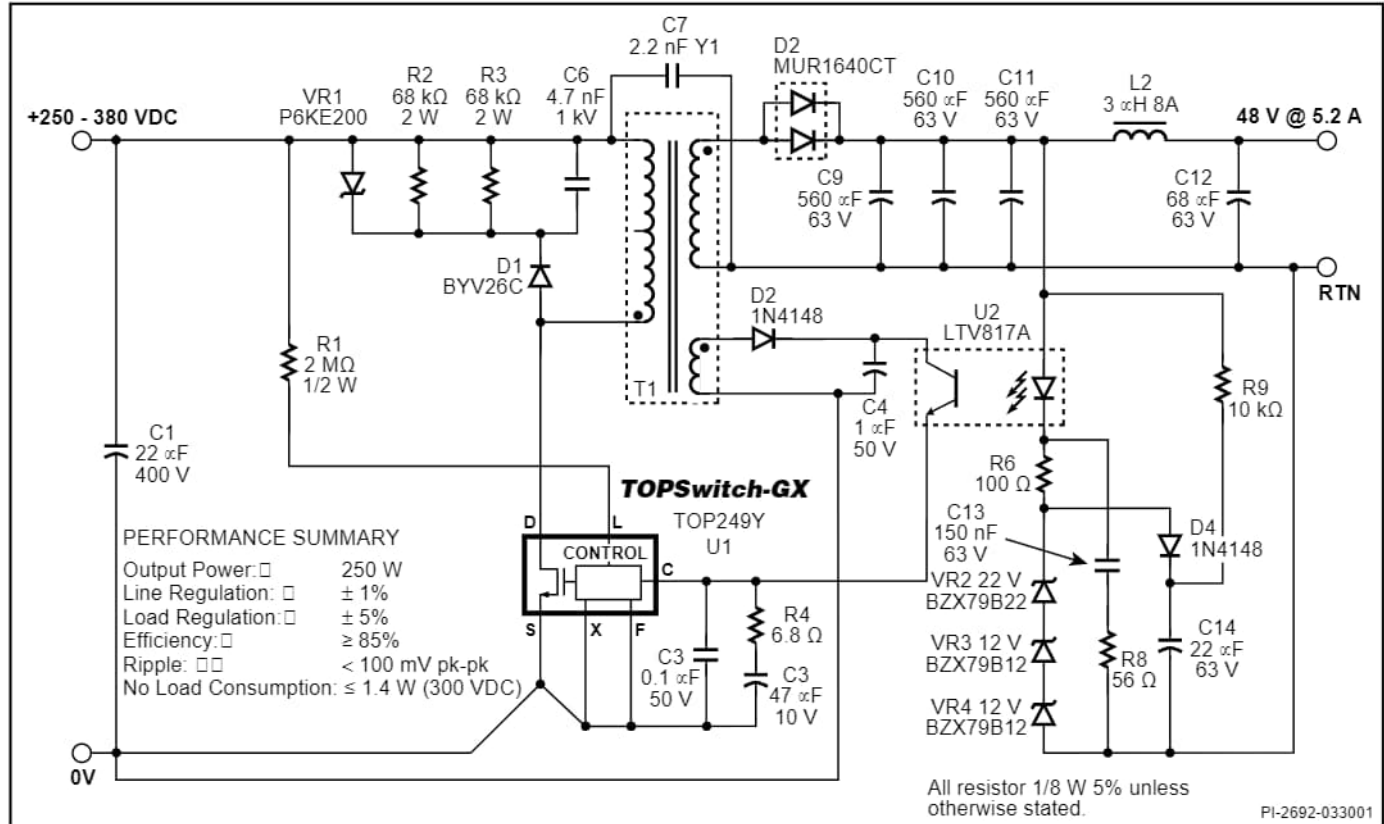 C7
2.2 nF Y1
D2
MUR1640CT
C10
560 ∝F
63 V
C11
560 ∝F
63 V
L2
3 ∝H 8A
VR1
P6KE200
R2
68 kΩ
2 W
R3
68 kΩ
2 W
C6
4.7 nF
1 kV
+250 - 380 VDC
48 V @ 5.2 A
C9
560 ∝F
63 V
C12
68 ∝F
63 V
D1
BYV26C
RTN
D2
1N4148
U2
LTV817A
R1
2 MΩ
1/2 W
T1
C4
1 ∝F
50 V
R9
10 kΩ
C1
22 ∝F
400 V
R6
100 Ω
TOPSwitch-GX
TOP249Y
U1
C13
150 nF
63 V
D4
1N4148
D
L
CONTROL
C
S
X
F
PERFORMANCE SUMMARY
Output Power:□ 250 W
Line Regulation: □ ± 1%
Load Regulation:□ ± 5%
Efficiency:□ ≥ 85%
Ripple: □□ < 100 mV pk-pk
No Load Consumption: ≤ 1.4 W (300 VDC)
R4
6.8 Ω
C3
0.1 ∝F
50 V
C3
47 ∝F
10 V
VR2 22 V
BZX79B22
VR3 12 V
BZX79B12
VR4 12 V
BZX79B12
R8
56 Ω
C14
22 ∝F
63 V
0V
All resistor 1/8 W 5% unless
otherwise stated.
PI-2692-033001